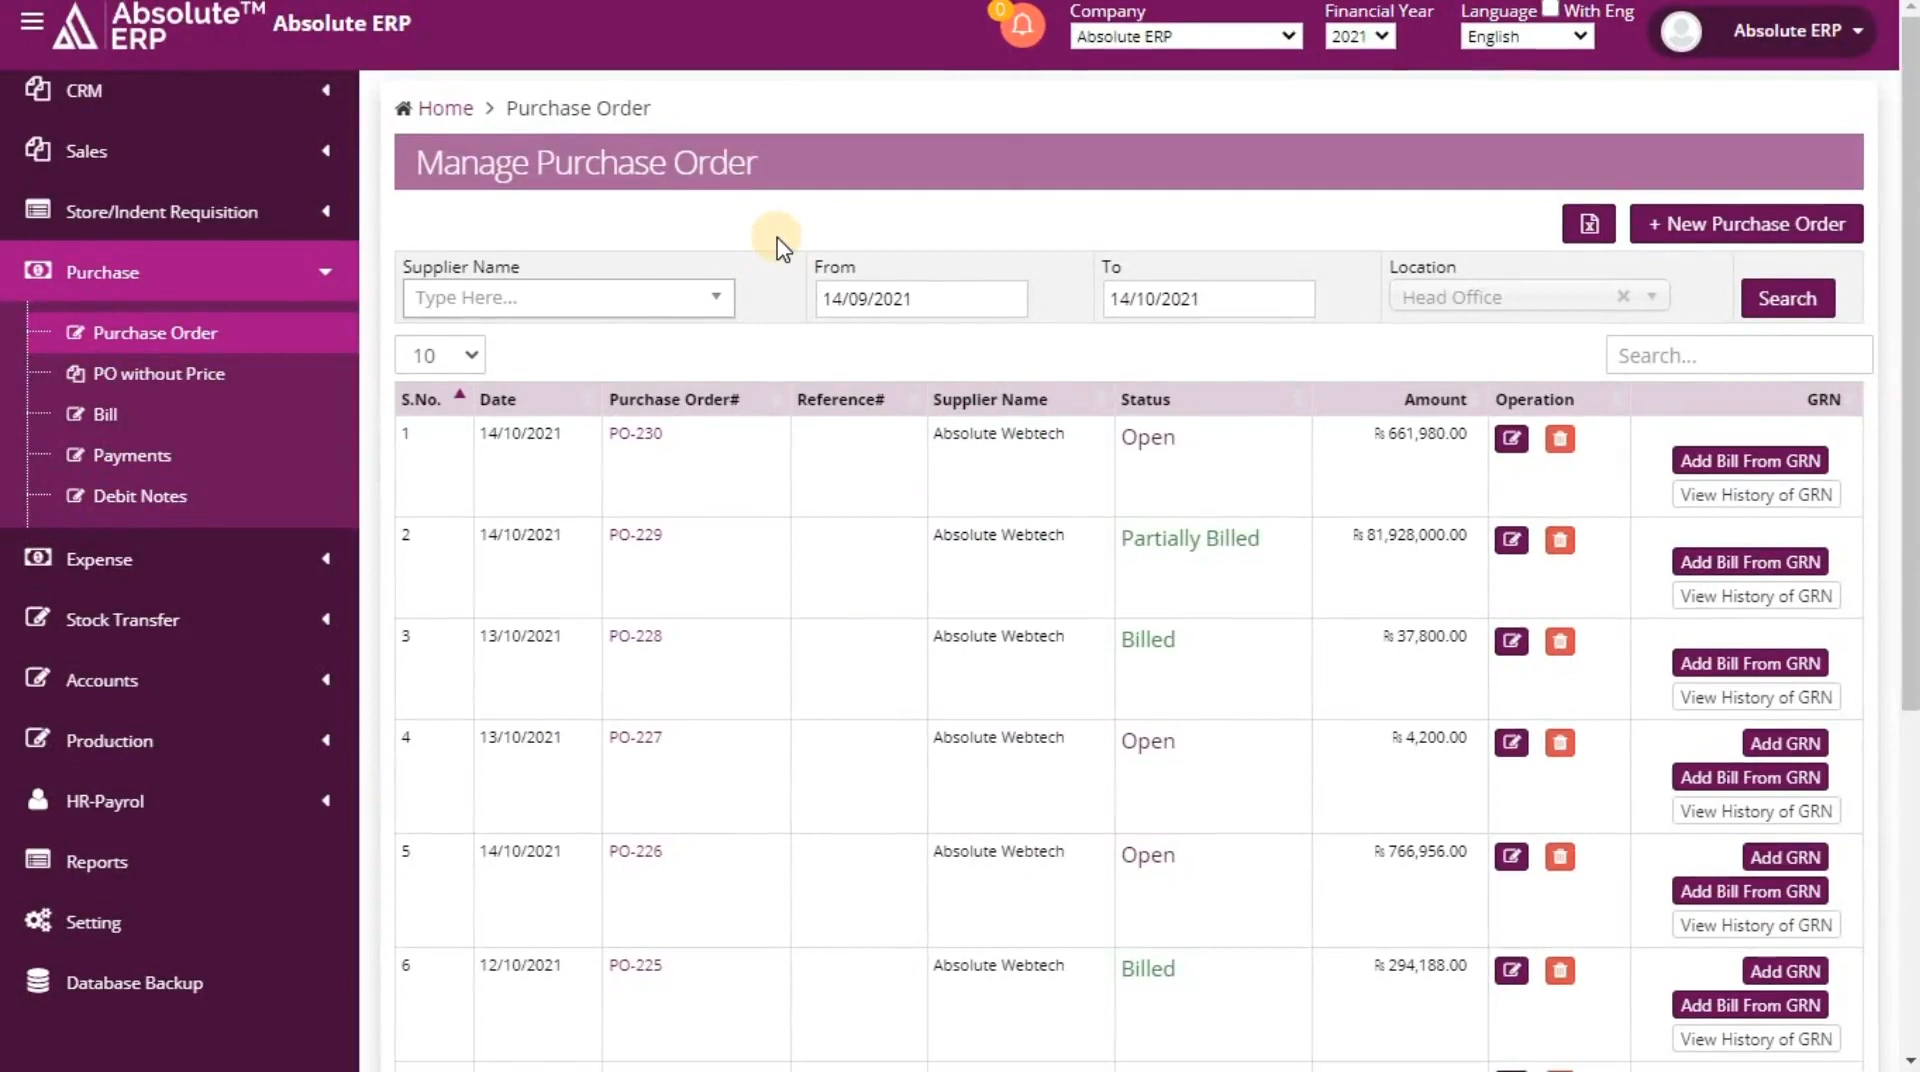 Absolute™
ERP
Absolute ERP
0
Company
Absolute ERP
Financial Year
2021
Language With Eng
English
Absolute ERP
CRM
Sales
Store/Indent Requisition
Purchase
Purchase Order
PO without Price
Bill
Payments
Debit Notes
Expense
Stock Transfer
Accounts
Production
HR-Payrol
Reports
Setting
Database Backup
Home > Purchase Order
Manage Purchase Order
+ New Purchase Order
Supplier Name From To Location
Type Here... 14/09/2021 14/10/2021 Head Office Search
10 Search...
S.No. Date Purchase Order# Reference# Supplier Name Status Amount Operation GRN
1 14/10/2021 PO-230 Absolute Webtech Open ₨ 661,980.00
Add Bill From GRN
View History of GRN
2 14/10/2021 PO-229 Absolute Webtech Partially Billed ₨ 81,928,000.00
Add Bill From GRN
View History of GRN
3 13/10/2021 PO-228 Absolute Webtech Billed ₨ 37,800.00
Add Bill From GRN
View History of GRN
4 13/10/2021 PO-227 Absolute Webtech Open ₨ 4,200.00 Add GRN
Add Bill From GRN
View History of GRN
5 14/10/2021 PO-226 Absolute Webtech Open ₨ 766,956.00 Add GRN
Add Bill From GRN
View History of GRN
6 12/10/2021 PO-225 Absolute Webtech Billed ₨ 294,188.00 Add GRN
Add Bill From GRN
View History of GRN